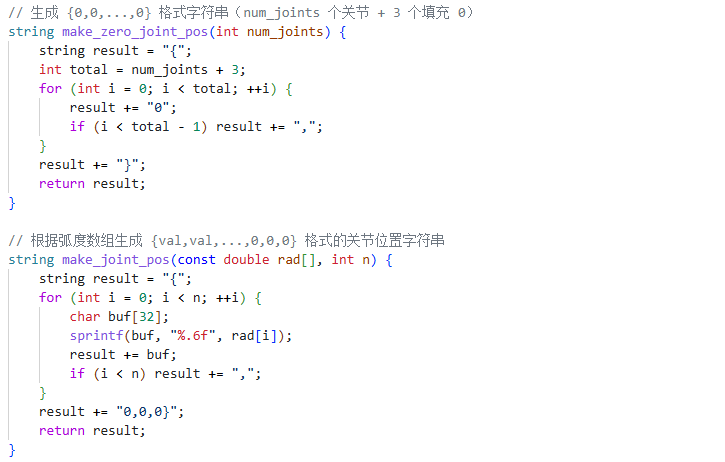 // 生成 {0,0,...,0} 格式字符串（num_joints 个关节 + 3 个填充 0）
string make_zero_joint_pos(int num_joints) {
    string result = "{";
    int total = num_joints + 3;
    for (int i = 0; i < total; ++i) {
        result += "0";
        if (i < total - 1) result += ",";
    }
    result += "}";
    return result;
}

// 根据弧度数组生成 {val,val,...,0,0,0} 格式的关节位置字符串
string make_joint_pos(const double rad[], int n) {
    string result = "{";
    for (int i = 0; i < n; ++i) {
        char buf[32];
        sprintf(buf, "%.6f", rad[i]);
        result += buf;
        if (i < n) result += ",";
    }
    result += "0,0,0}";
    return result;
}